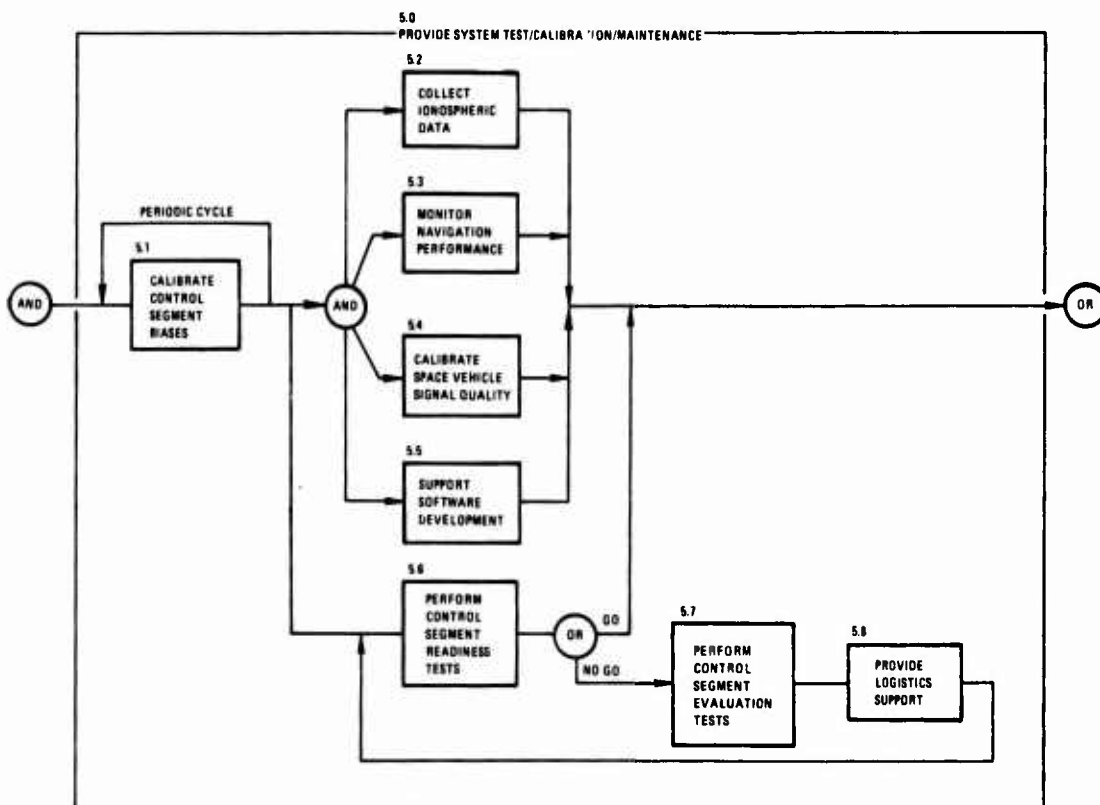 5.0
PROVIDE SYSTEM TEST/CALIBRA'ION/MAINTENANCE
5.2
COLLECT
IONOSPHERIC
DATA
5.3
MONITOR
NAVIGATION
PERFORMANCE
PERIODIC CYCLE
5.1
CALIBRATE
CONTROL
SEGMENT
BIASES
AND
AND
OR
5.4
CALIBRATE
SPACE VEHICLE
SIGNAL QUALITY
5.5
SUPPORT
SOFTWARE
DEVELOPMENT
5.6
PERFORM
CONTROL
SEGMENT
READINESS
TESTS
OR
GO
NO GO
5.7
PERFORM
CONTROL
SEGMENT
EVALUATION
TESTS
5.8
PROVIDE
LOGISTICS
SUPPORT